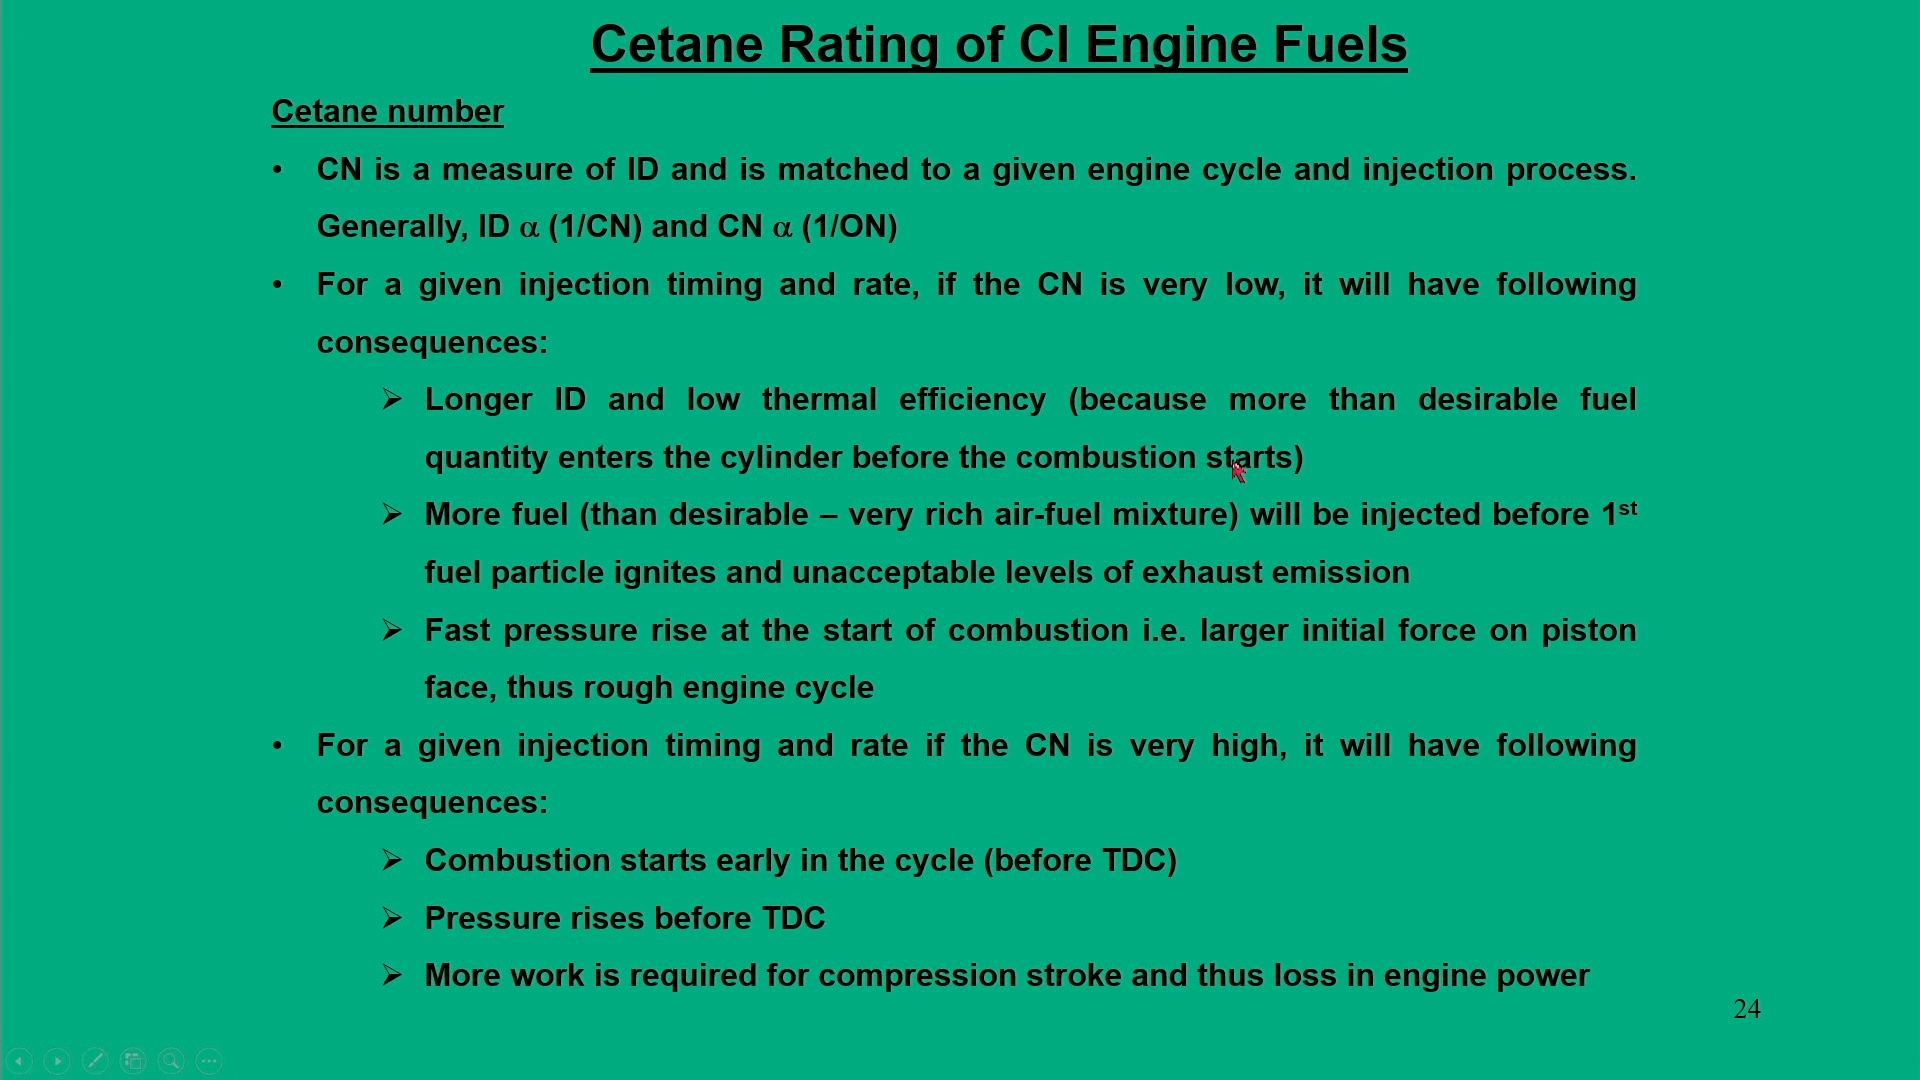 Cetane Rating of CI Engine Fuels
Cetane number
• CN is a measure of ID and is matched to a given engine cycle and injection process.
Generally, ID α (1/CN) and CN α (1/ON)
• For a given injection timing and rate, if the CN is very low, it will have following
consequences:
➢ Longer ID and low thermal efficiency (because more than desirable fuel
quantity enters the cylinder before the combustion starts)
➢ More fuel (than desirable – very rich air-fuel mixture) will be injected before 1st
fuel particle ignites and unacceptable levels of exhaust emission
➢ Fast pressure rise at the start of combustion i.e. larger initial force on piston
face, thus rough engine cycle
• For a given injection timing and rate if the CN is very high, it will have following
consequences:
➢ Combustion starts early in the cycle (before TDC)
➢ Pressure rises before TDC
➢ More work is required for compression stroke and thus loss in engine power
24